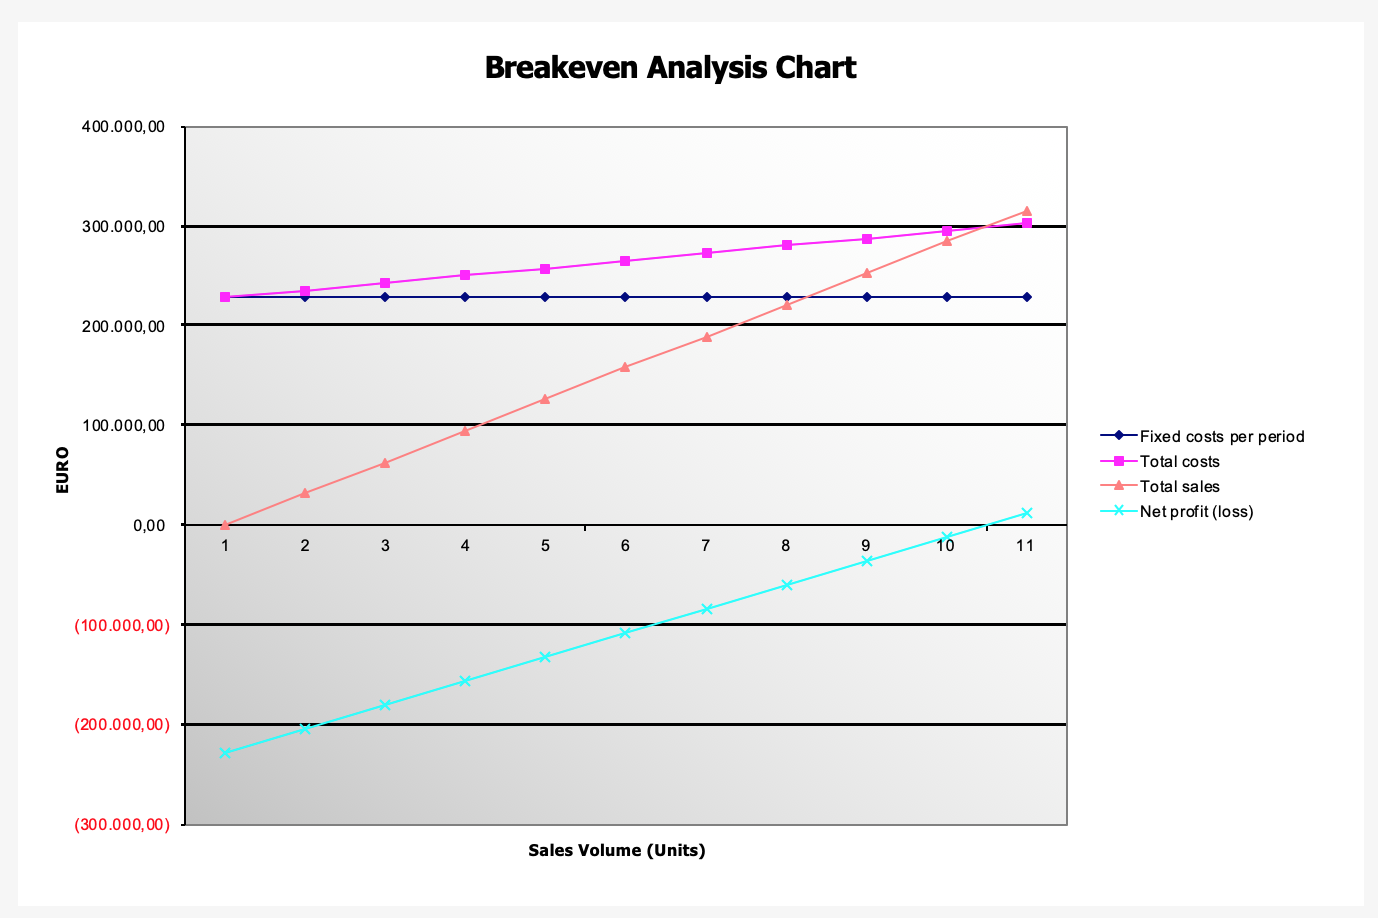 Breakeven Analysis Chart
400.000,00
300.000,00
200.000,00
100.000,00
0,00
(100.000,00)
(200.000,00)
(300.000,00)
EURO
1 2 3 4 5 6 7 8 9 10 11
Sales Volume (Units)
Fixed costs per period
Total costs
Total sales
Net profit (loss)